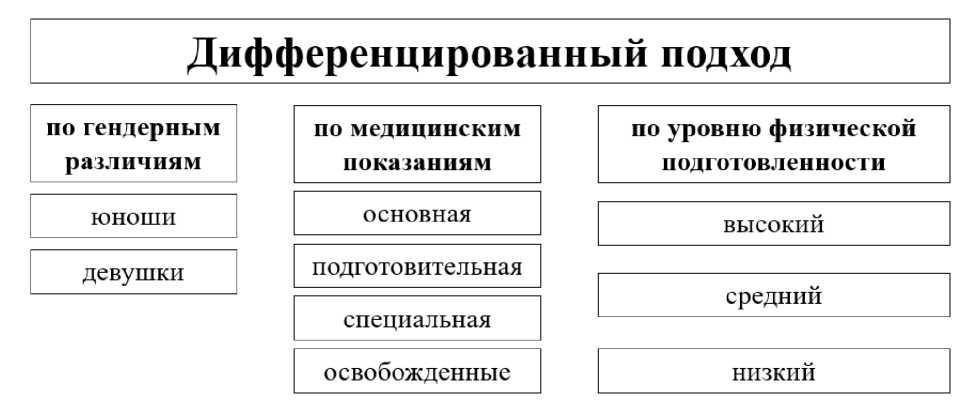 Дифференцированный подход
по гендерным
различиям
юноши
девушки
по медицинским
показаниям
основная
подготовительная
специальная
освобожденные
по уровню физической
подготовленности
высокий
средний
низкий